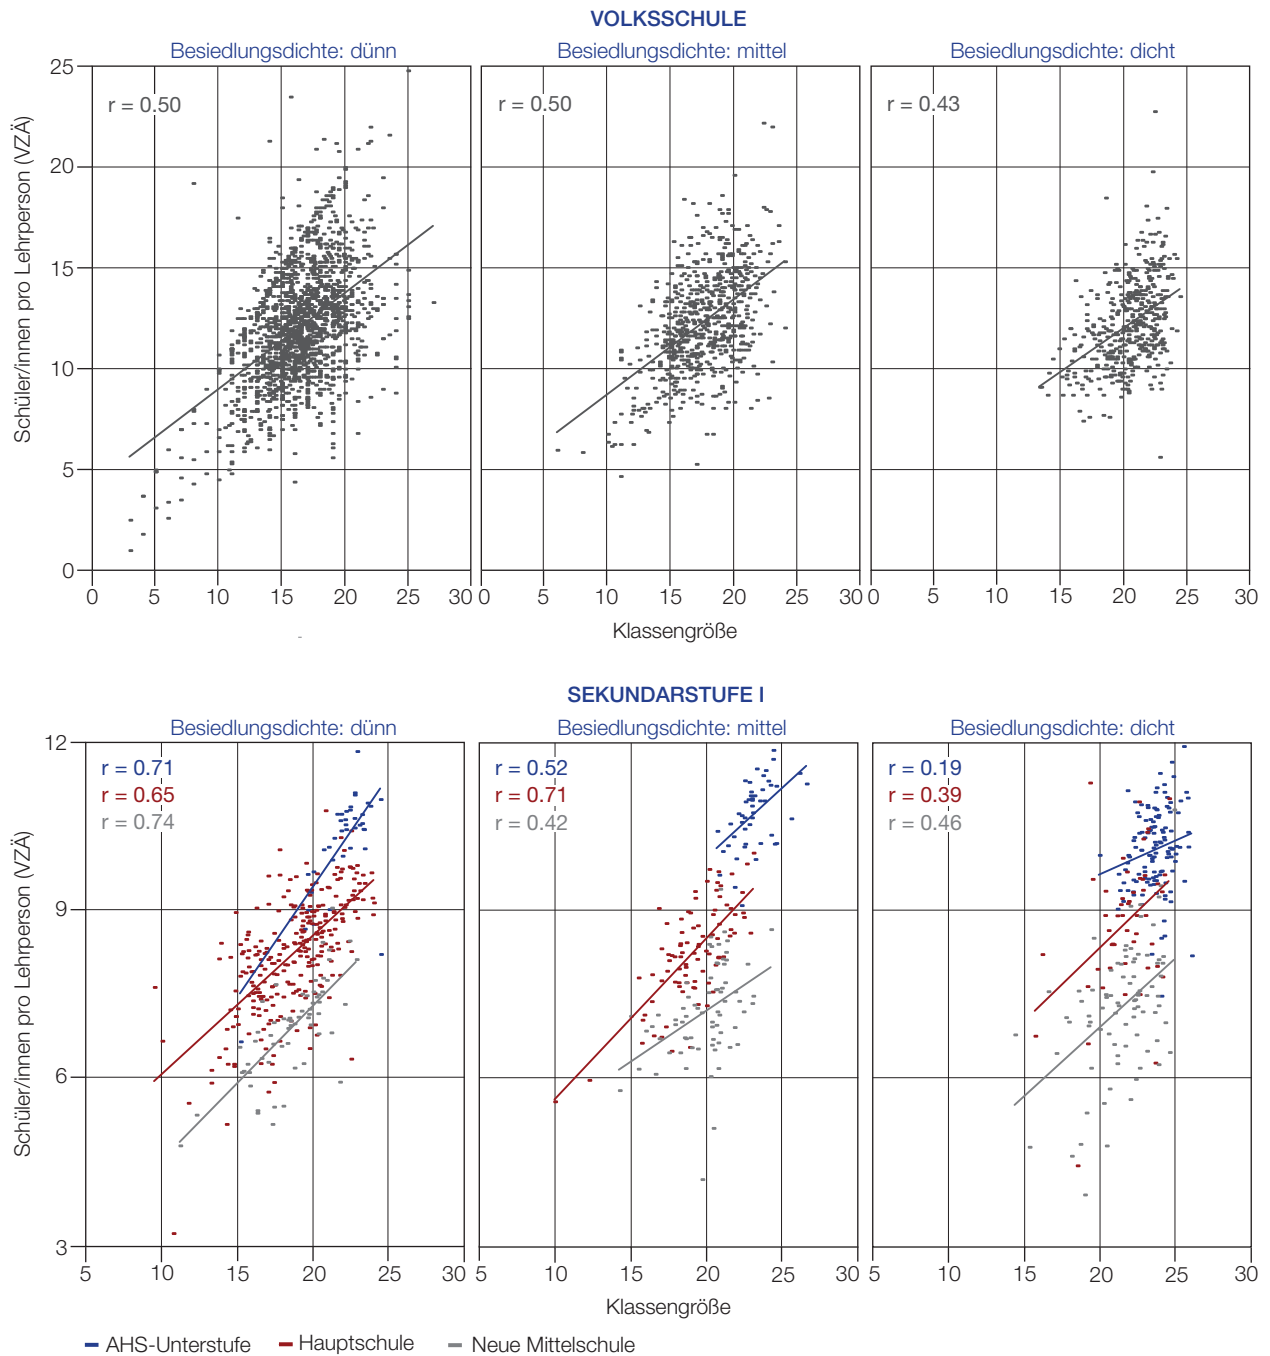 VOLKSSCHULE
Besiedlungsdichte: dünn
Besiedlungsdichte: mittel
Besiedlungsdichte: dicht
Schüler/innen pro Lehrperson (VZÄ)
25
20
15
10
5
0
r = 0.50
r = 0.50
r = 0.43
0 5 10 15 20 25 30
0 5 10 15 20 25 30
0 5 10 15 20 25 30
Klassengröße
SEKUNDARSTUFE I
Besiedlungsdichte: dünn
Besiedlungsdichte: mittel
Besiedlungsdichte: dicht
Schüler/innen pro Lehrperson (VZÄ)
12
9
6
3
r = 0.71
r = 0.65
r = 0.74
r = 0.52
r = 0.71
r = 0.42
r = 0.19
r = 0.39
r = 0.46
5 10 15 20 25 30
5 10 15 20 25 30
5 10 15 20 25 30
Klassengröße
AHS-Unterstufe
Hauptschule
Neue Mittelschule